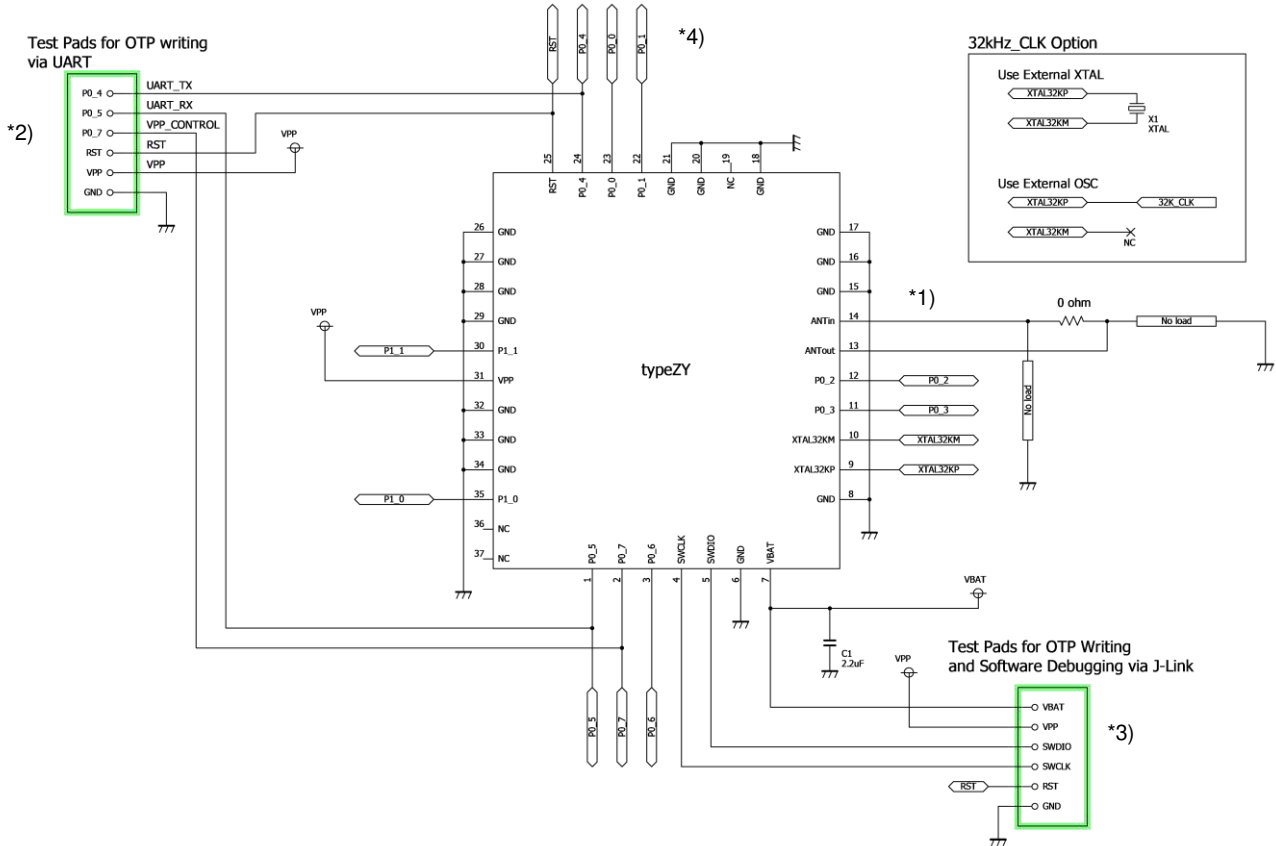 Test Pads for OTP writing
via UART
*2)
P0_4 UART_TX
P0_5 UART_RX
P0_7 VPP_CONTROL
RST RST
VPP VPP
GND
VPP
RST P0_4 P0_0 P0_1
*4)
25 24 23 22 21 20 19 18
RST P0_4 P0_0 P0_1 GND GND NC GND
32kHz_CLK Option
Use External XTAL
XTAL32KP
XTAL32KM
X1
XTAL
Use External OSC
XTAL32KP 32K_CLK
XTAL32KM
NC
26 GND
27 GND
28 GND
29 GND
VPP
P1_1 30 P1_1
31 VPP
32 GND
33 GND
34 GND
P1_0 35 P1_0
36 NC
37 NC
typeZY
GND 17
GND 16
GND 15
*1)
ANTin 14
0 ohm
No load
ANTout 13
No load
P0_2 12 P0_2
P0_3 11 P0_3
XTAL32KM 10 XTAL32KM
XTAL32KP 9 XTAL32KP
GND 8
P0_5 P0_7 P0_6 SWCLK SWDIO GND VBAT
1 2 3 4 5 6 7
P0_5 P0_7 P0_6
VBAT
C1
2.2uF
Test Pads for OTP Writing
and Software Debugging via J-Link
VPP
*3)
VBAT
VPP
SWDIO
SWCLK
RST RST
GND